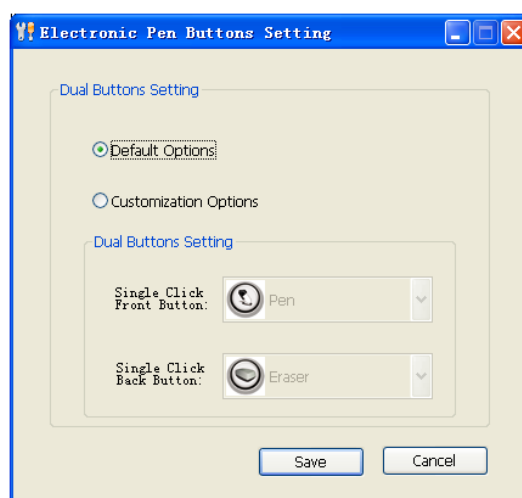 Electronic Pen Buttons Setting
Dual Buttons Setting
Default Options
Customization Options
Dual Buttons Setting
Single Click
Front Button:
Pen
Single Click
Back Button:
Eraser
Save
Cancel